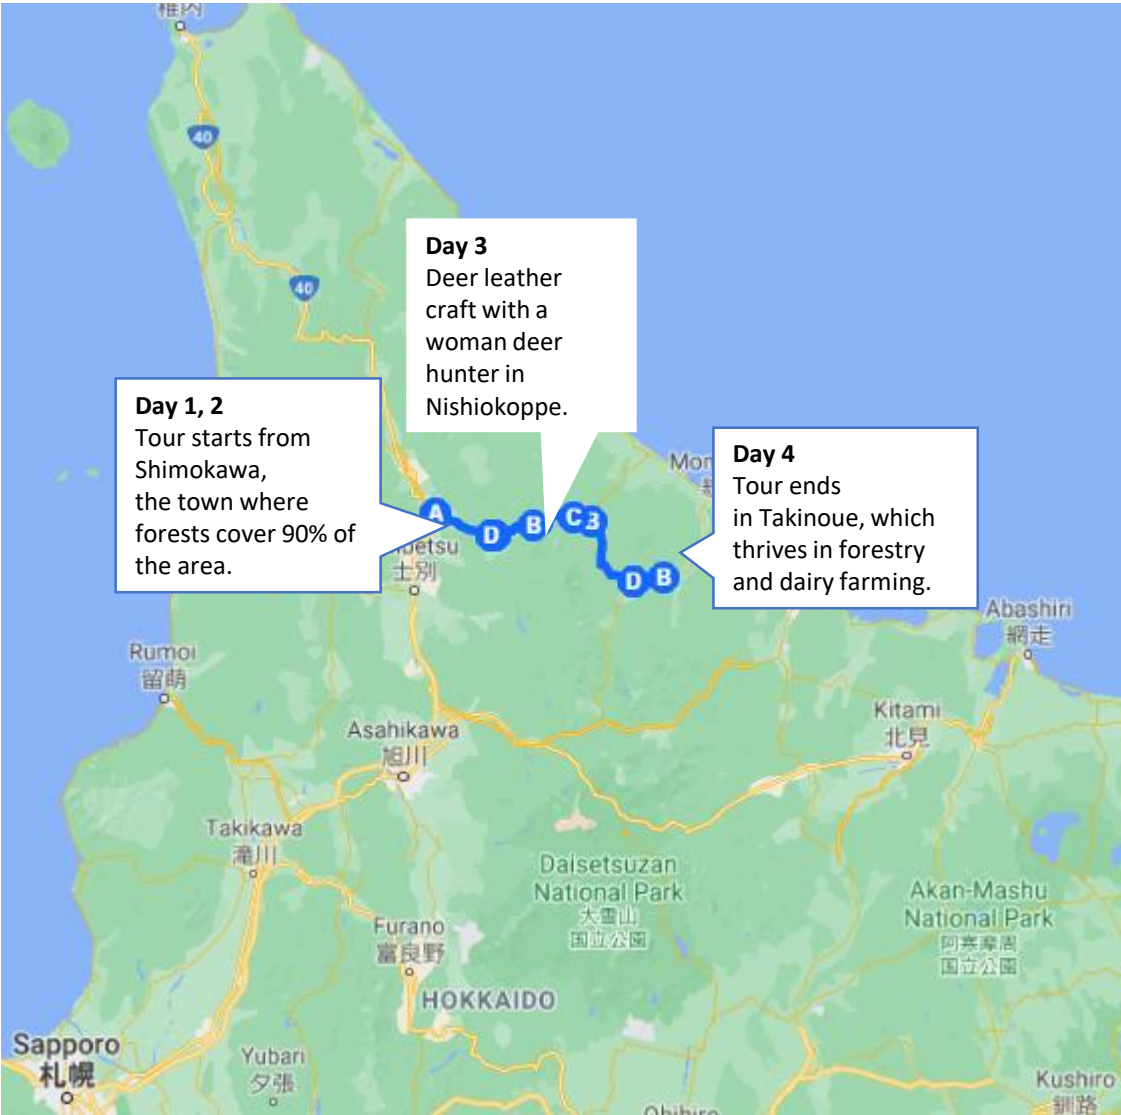 稚内
40
40
Day 3
Deer leather
craft with a
woman deer
hunter in
Nishiokoppe.
Day 1, 2
Tour starts from
Shimokawa,
the town where
forests cover 90% of
the area.
Day 4
Tour ends
in Takinoue, which
thrives in forestry
and dairy farming.
Mon
A
D
B
C
3
D
B
betsu
士別
Abashiri
網走
Rumoi
留萌
Kitami
北見
Asahikawa
旭川
Takikawa
滝川
Daisetsuzan
National Park
大雪山
国立公園
Akan-Mashu
National Park
阿寒摩周
国立公園
Furano
富良野
HOKKAIDO
Sapporo
札幌
Yubari
夕張
Kushiro
釧路